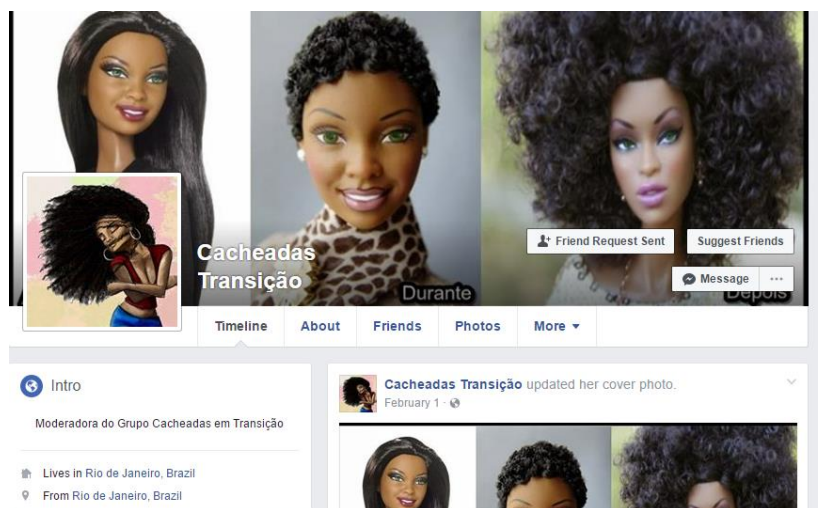 Friend Request Sent
Suggest Friends
Cacheadas
Transição
Message
Durante
Depois
Timeline
About
Friends
Photos
More
Intro
Moderadora do Grupo Cacheadas em Transição
Lives in Rio de Janeiro, Brazil
From Rio de Janeiro, Brazil
Cacheadas Transição updated her cover photo.
February 1 ·